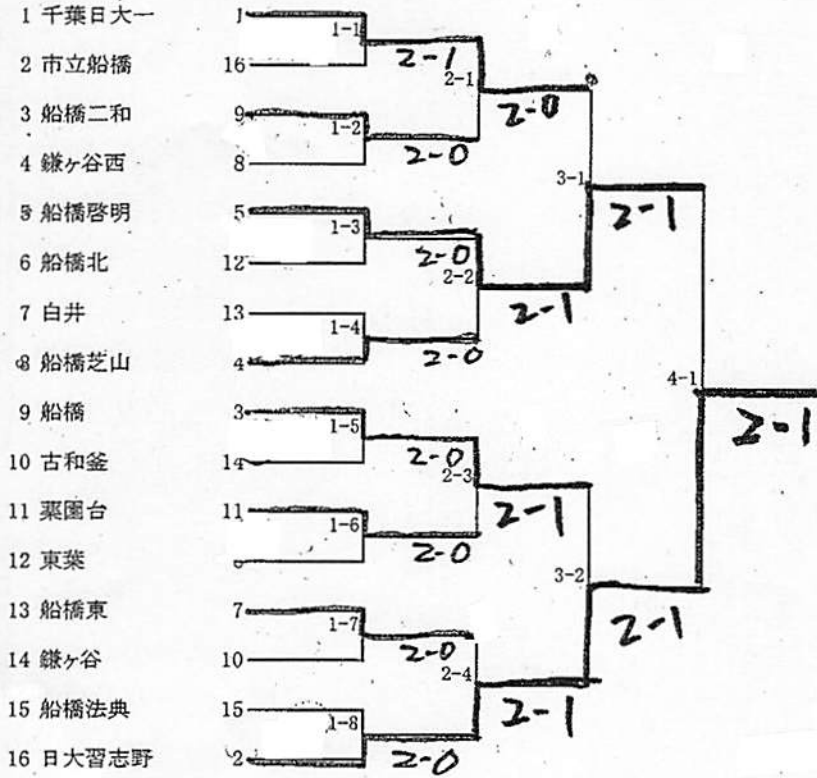 1 千葉日大一 1
1-1
2-1
2 市立船橋 16
2-1
2-0
3 船橋二和 9
1-2
2-0
4 鎌ヶ谷西 8
3-1
2-1
5 船橋啓明 5
1-3
2-0
6 船橋北 12
2-2
2-1
7 白井 13
1-4
2-0
8 船橋芝山 4
4-1
2-1
9 船橋 3
1-5
2-0
10 古和釜 14
2-3
2-1
11 薬園台 11
1-6
2-0
12 東葉
3-2
2-1
13 船橋東 7
1-7
2-0
14 鎌ヶ谷 10
2-4
2-1
15 船橋法典 15
1-8
2-0
16 日大習志野 2